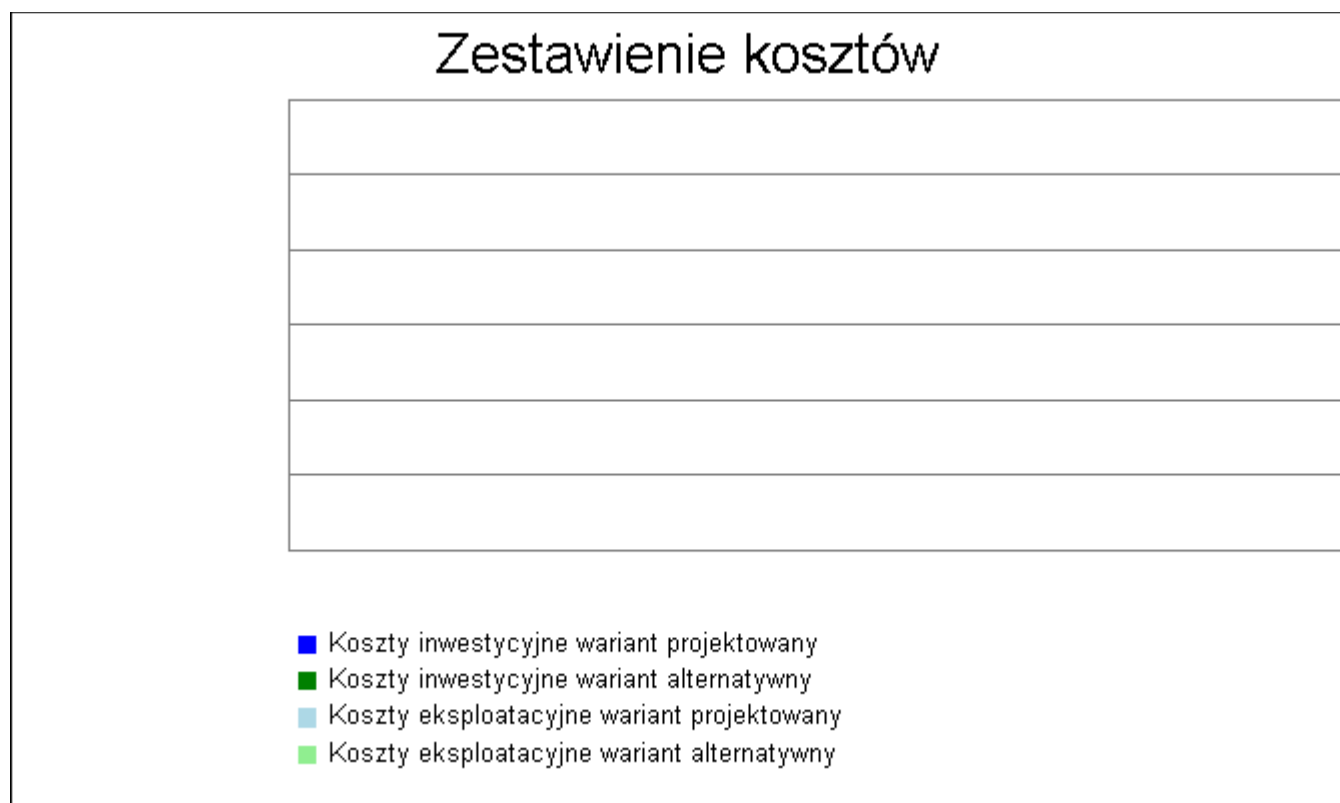 Zestawienie kosztów
Koszty inwestycyjne wariant projektowany
Koszty inwestycyjne wariant alternatywny
Koszty eksploatacyjne wariant projektowany
Koszty eksploatacyjne wariant alternatywny